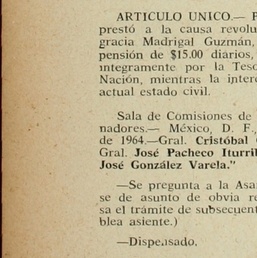 ARTICULO UNICO.— P
prestó a la causa revolu
gracia Madrigal Guzmán,
pensión de $15.00 diarios,
integramente por la Teso
Nación, mientras la inter
actual estado civil.
Sala de Comisiones de
nadores.— México, D. F.,
de 1964.—Gral. Cristóbal
Gral. José Pacheco Iturri
José González Varela."
—Se pregunta a la Asa
se de asunto de obvia re
sa el trámite de subsecuent
blea asiente.)
—Dispensado.